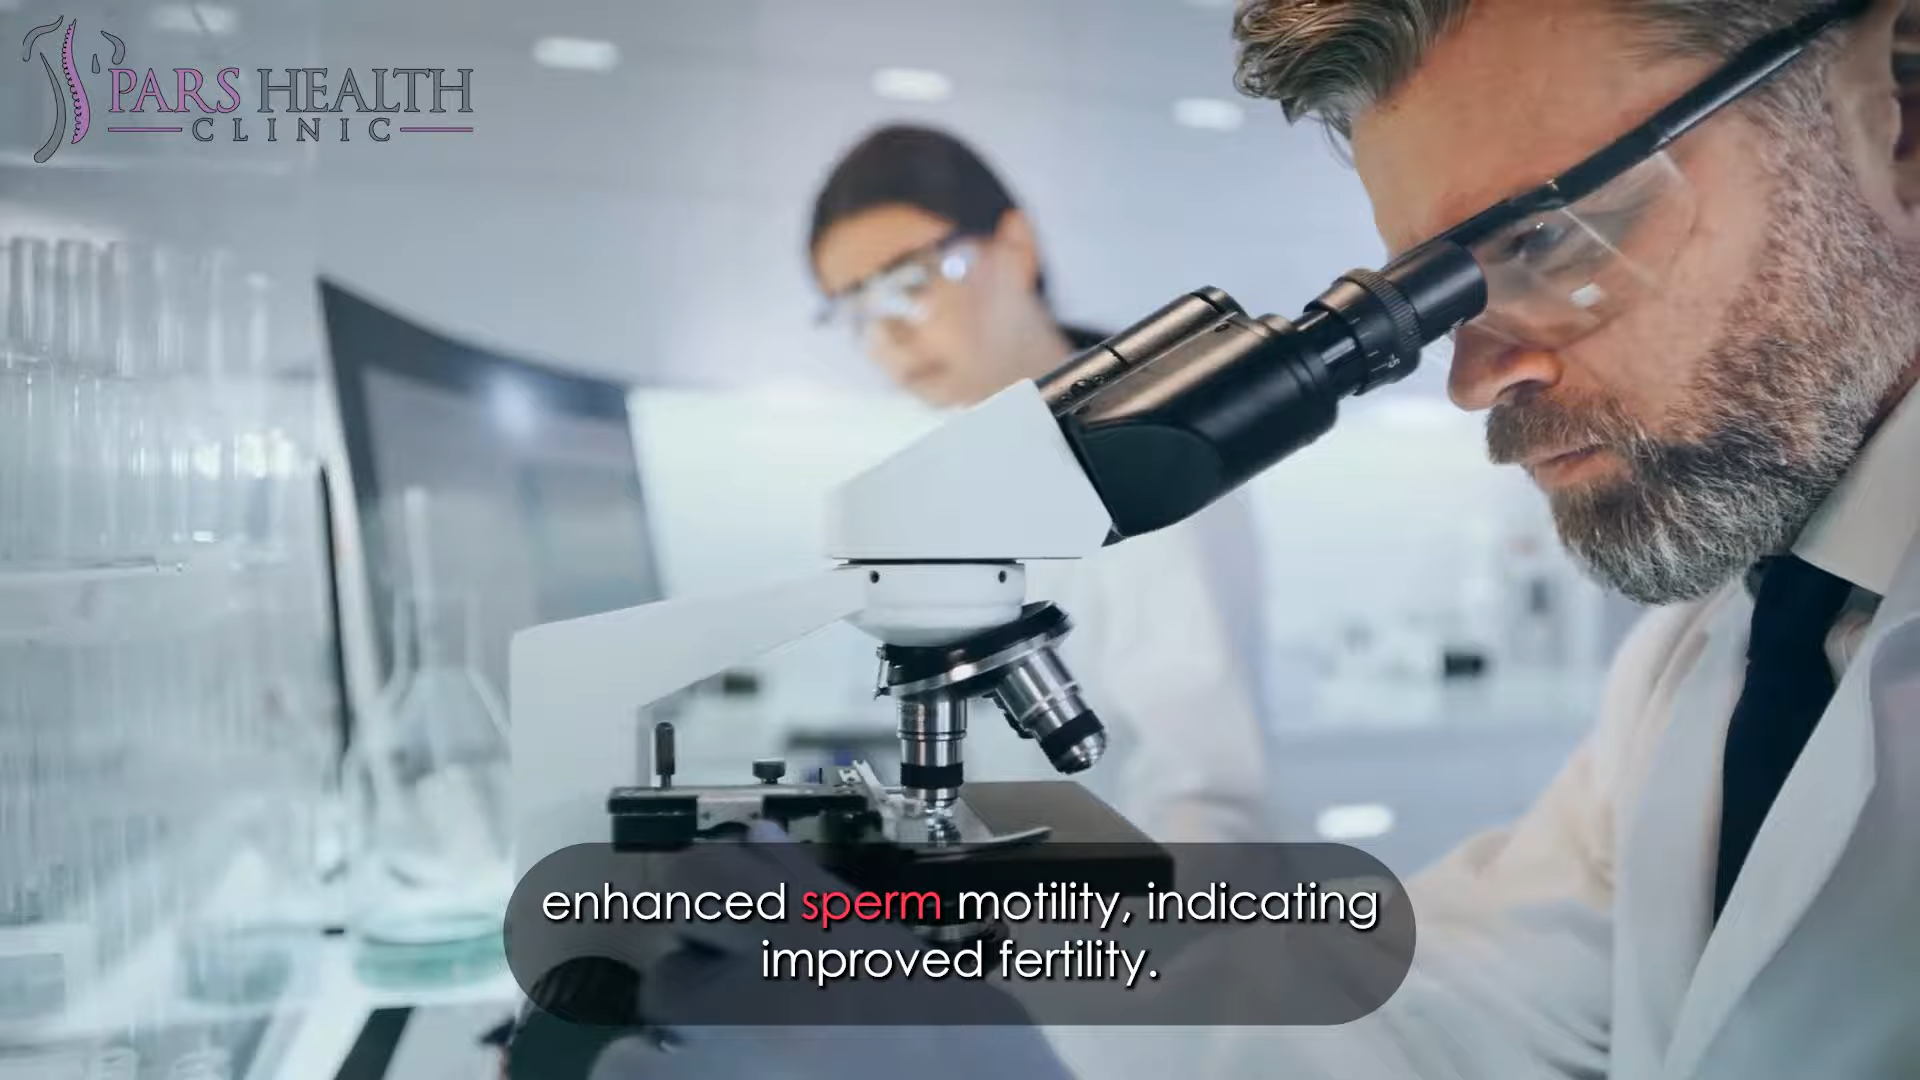 PARS HEALTH
CLINIC
enhanced sperm motility, indicating
improved fertility.